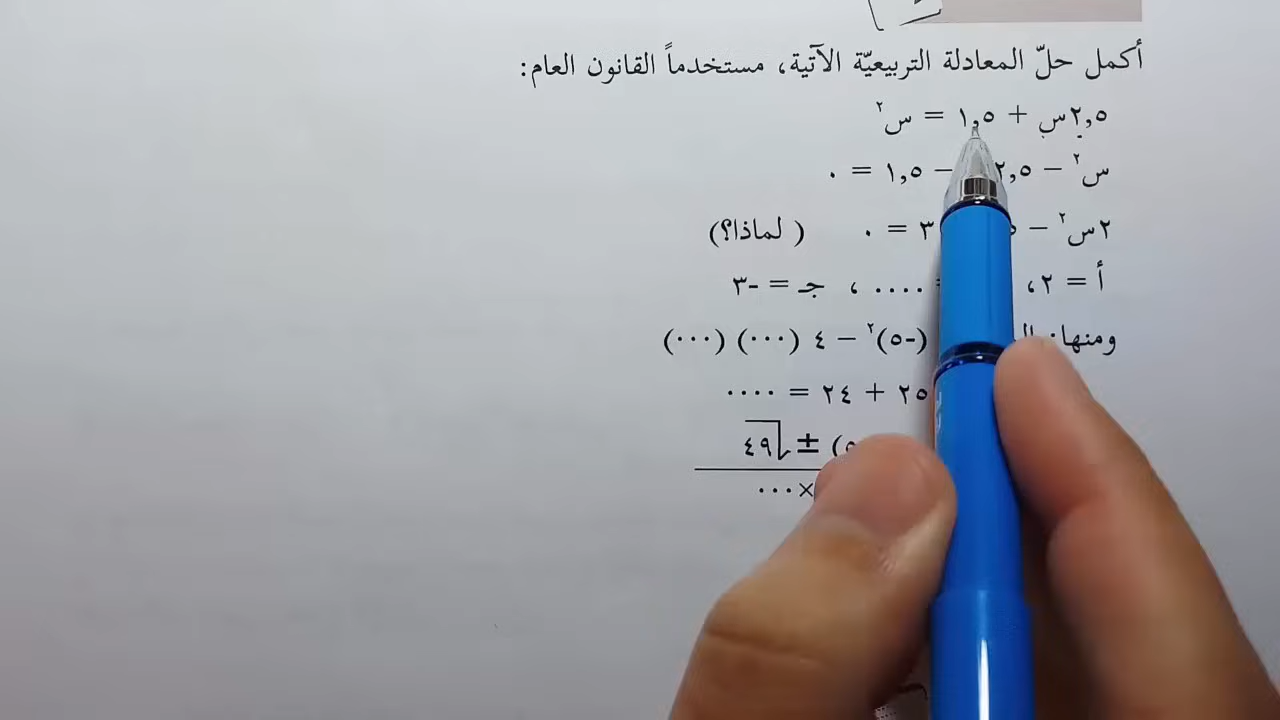 أكمل حلّ المعادلة التربيعيّة الآتية، مستخدماً القانون العام:
٢,٥س + ١,٥ = س٢
س٢ − ٢,٥ − ١,٥ = ٠
٢س٢ − ٣ = ٠ ( لماذا؟)
أ = ٢، = ....، جـ = -٣
ومنها: (-٥)٢ − ٤ (...) (...)
٢٥ + ٢٤ = ....
٥) ± √٤٩
×...